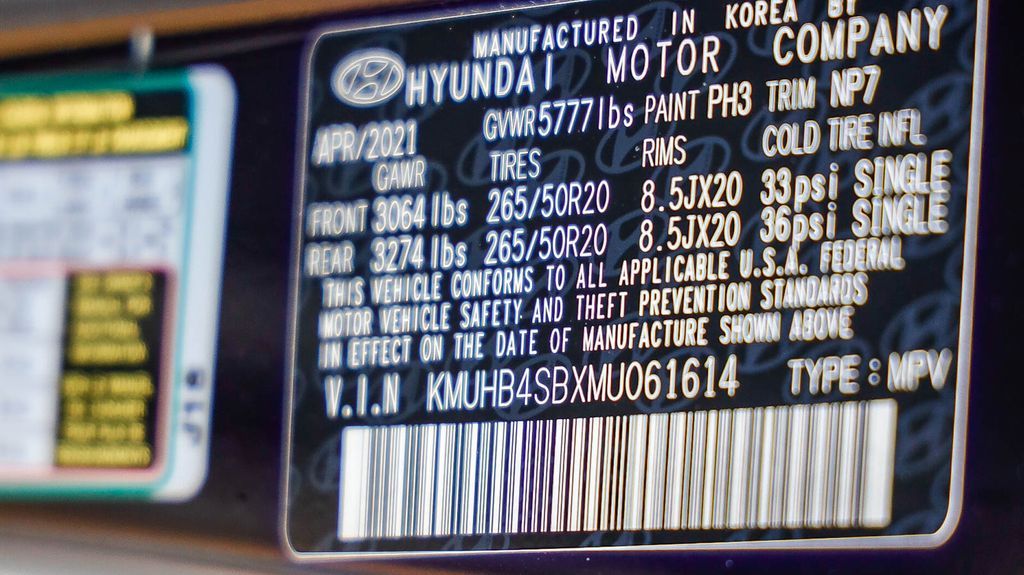 MANUFACTURED IN KOREA BY
HYUNDAI MOTOR COMPANY
APR/2021 GVWR 5777 lbs PAINT PH3 TRIM NP7
GAWR TIRES RIMS COLD TIRE NFL
FRONT 3064 lbs 265/50R20 8.5JX20 33psi SINGLE
REAR 3274 lbs 265/50R20 8.5JX20 36psi SINGLE
THIS VEHICLE CONFORMS TO ALL APPLICABLE U.S.A. FEDERAL
MOTOR VEHICLE SAFETY AND THEFT PREVENTION STANDARDS
IN EFFECT ON THE DATE OF MANUFACTURE SHOWN ABOVE
V.I.N KMUHB4SBXMU061614 TYPE : MPV